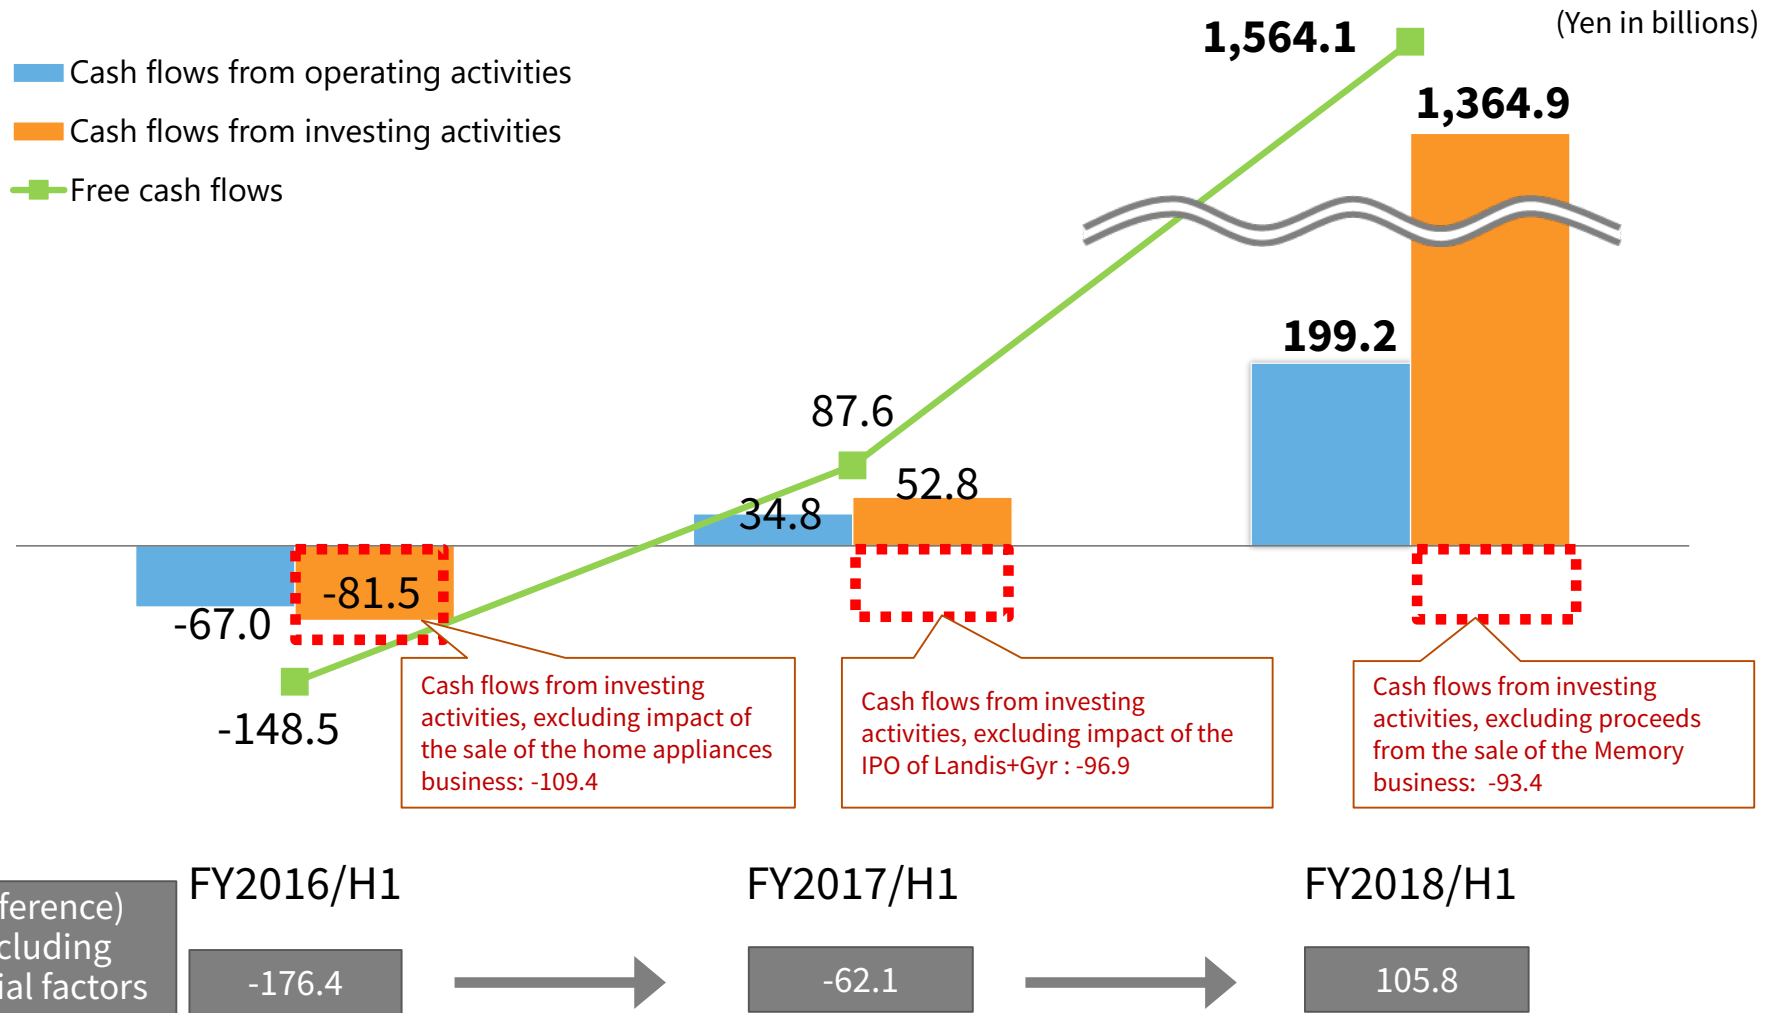 (Yen in billions)
1,564.1
Cash flows from operating activities
1,364.9
Cash flows from investing activities
Free cash flows
199.2
87.6
52.8
34.8
-81.5
-67.0
-148.5
Cash flows from investing
activities, excluding impact of
the sale of the home appliances
business: -109.4
Cash flows from investing
activities, excluding impact of the
IPO of Landis+Gyr : -96.9
Cash flows from investing
activities, excluding proceeds
from the sale of the Memory
business: -93.4
FY2016/H1
FY2017/H1
FY2018/H1
ference)
cluding
ial factors
-176.4
-62.1
105.8